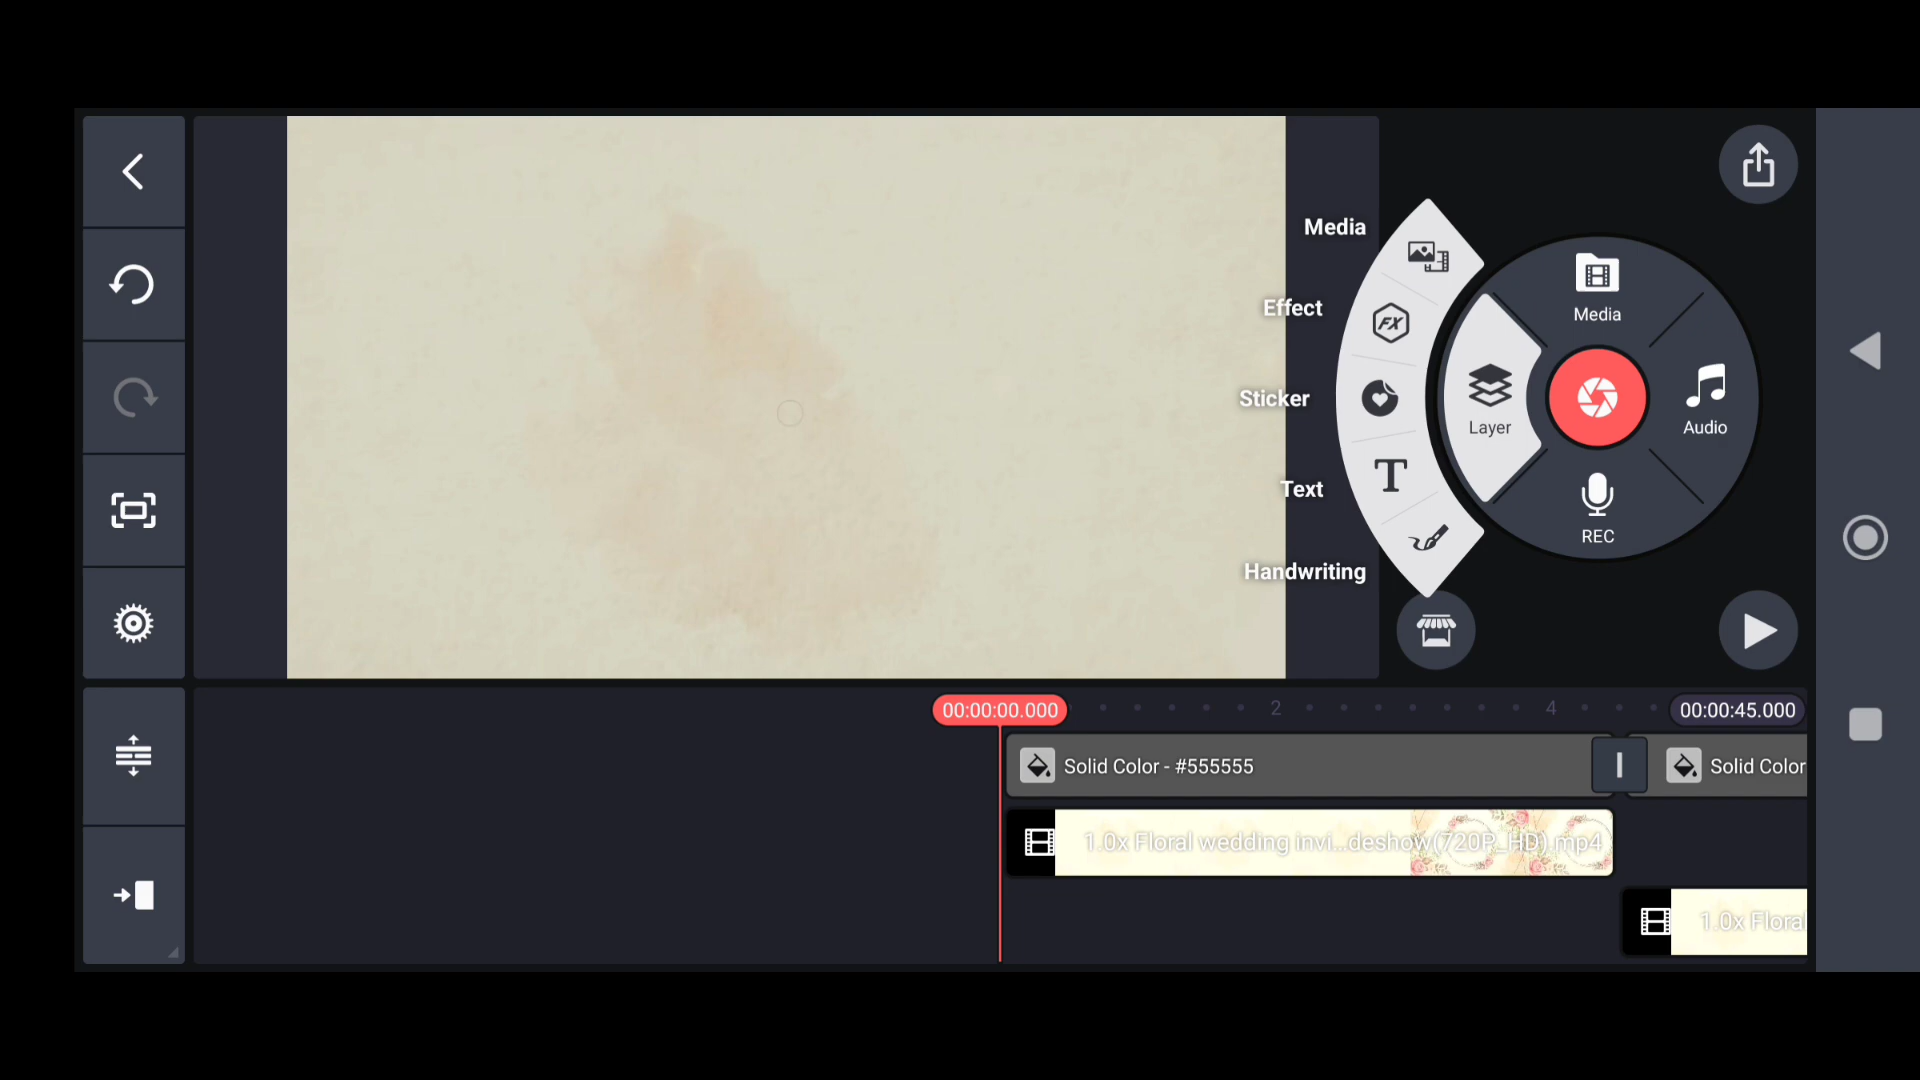 Media
Effect
Sticker
Text
Handwriting
Media
Layer
Audio
REC
FX
T
00:00:00.000
2
4
00:00:45.000
Solid Color - #555555
Solid Color
1.0x Floral wedding invi...deshow(720P_HD).mp4
1.0x Floral